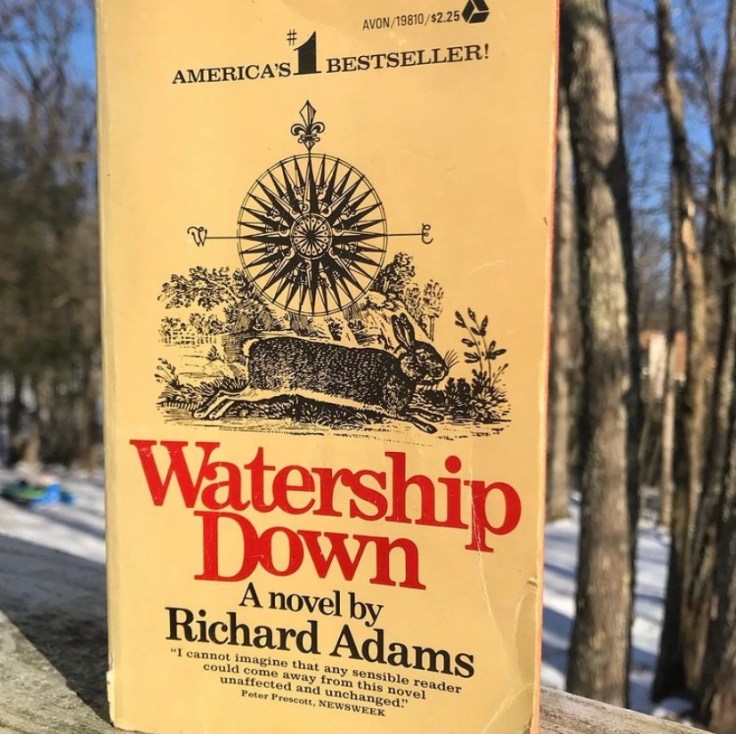 AVON/19810/$2.25
AMERICA'S #1 BESTSELLER!
W E
Watership
Down
A novel by
Richard Adams
“I cannot imagine that any sensible reader
could come away from this novel
unaffected and unchanged.”
Peter Prescott, NEWSWEEK